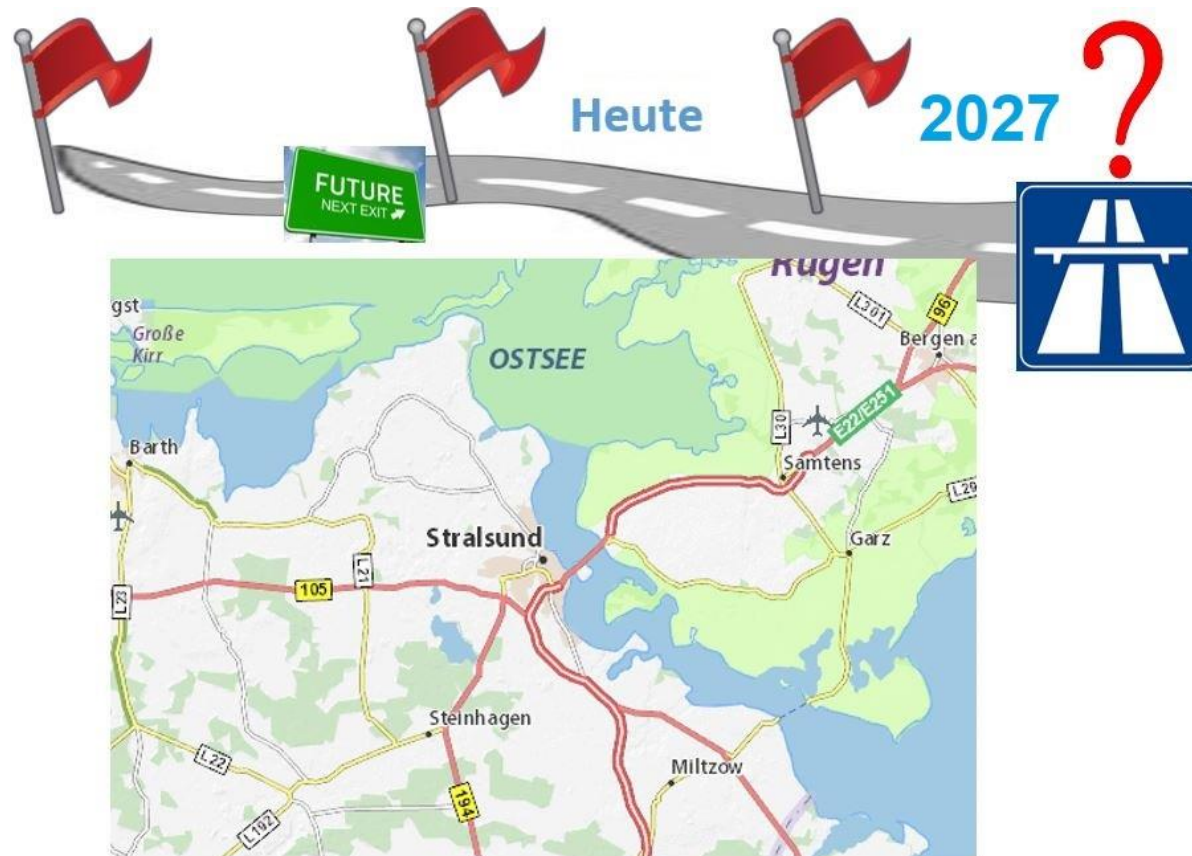 Heute
2027 ?
FUTURE
NEXT EXIT
Rügen
gst
Große
Kirr
OSTSEE
L301
96
Bergen a
Barth
L30
E22/E251
Samtens
L29
Stralsund
Garz
105
L21
L23
Steinhagen
L22
Miltzow
194
L192